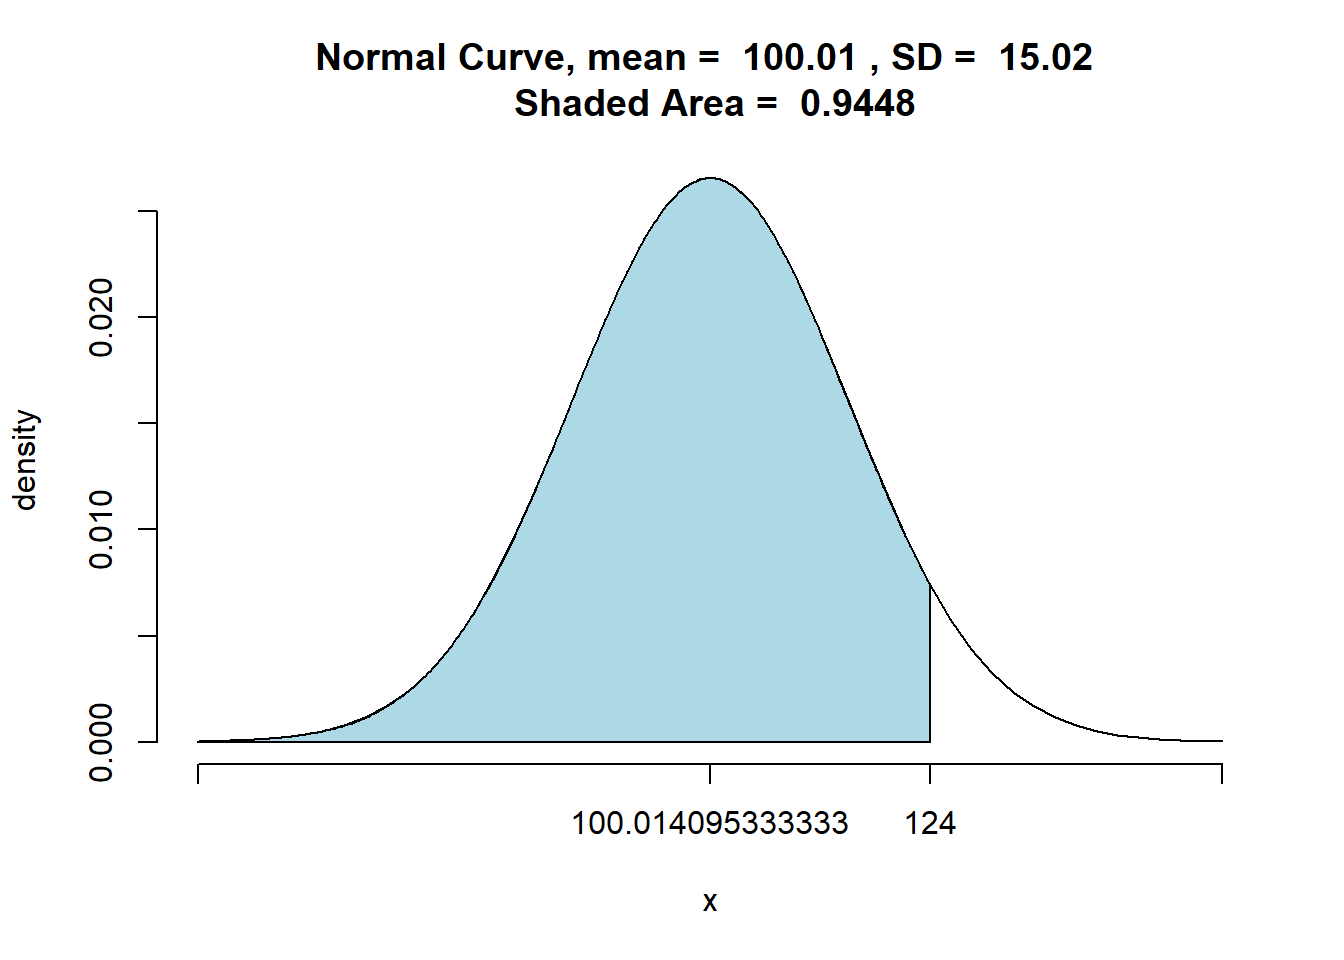 Normal Curve, mean =  100.01 , SD =  15.02
Shaded Area =  0.9448
density
0.020
0.010
0.000
100.014095333333
124
x